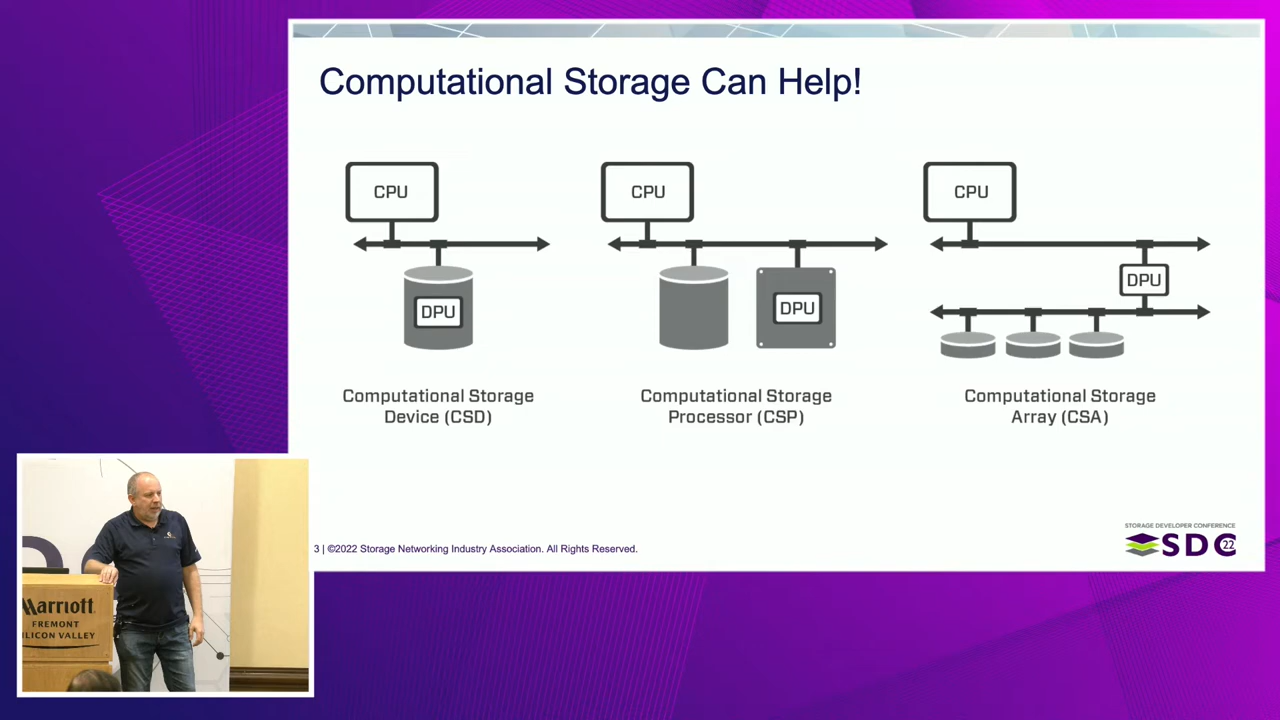 Computational Storage Can Help!
CPU
DPU
Computational Storage
Device (CSD)
CPU
DPU
Computational Storage
Processor (CSP)
CPU
DPU
Computational Storage
Array (CSA)
3 | ©2022 Storage Networking Industry Association. All Rights Reserved.
STORAGE DEVELOPER CONFERENCE
SDC 22
Marriott
FREMONT
SILICON VALLEY